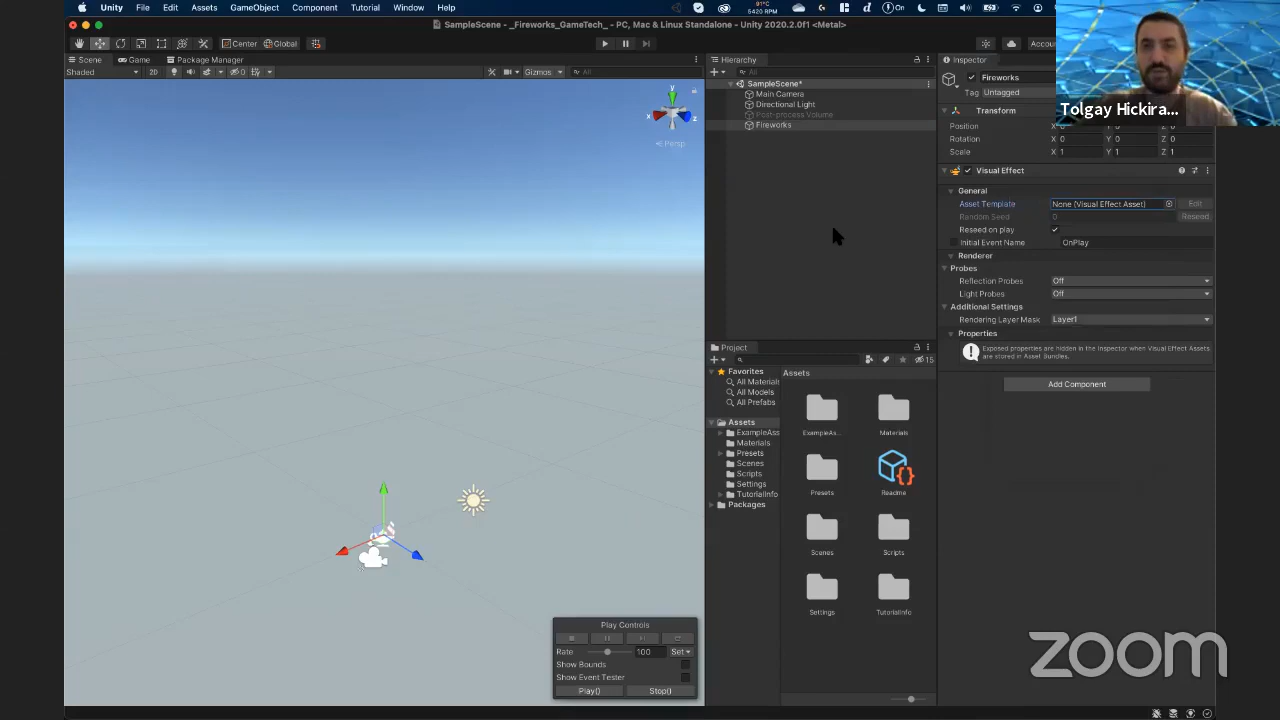 Unity File Edit Assets GameObject Component Tutorial Window Help
91°C
5420 RPM
On
SampleScene - _Fireworks_GameTech_ - PC, Mac & Linux Standalone - Unity 2020.2.0f1 <Metal>
Center Global
Accou
Scene Game Package Manager
Shaded 2D 0 Gizmos All
y
x z
Persp
Hierarchy
All
SampleScene*
Main Camera
Directional Light
Post-process Volume
Fireworks
Inspector
Fireworks
Tag Untagged
Transform
Position X 0 Y 0 Z 0
Rotation X 0 Y 0 Z 0
Scale X 1 Y 1 Z 1
Visual Effect
General
Asset Template None (Visual Effect Asset) Edit
Random Seed 0 Reseed
Reseed on play
Initial Event Name OnPlay
Renderer
Probes
Reflection Probes Off
Light Probes Off
Additional Settings
Rendering Layer Mask Layer1
Properties
Exposed properties are hidden in the Inspector when Visual Effect Assets
are stored in Asset Bundles.
Add Component
Tolgay Hickira...
Project
15
Favorites
All Materials
All Models
All Prefabs
Assets
ExampleAss
Materials
Presets
Scenes
Scripts
Settings
TutorialInfo
Packages
Assets
ExampleAs... Materials
Presets Readme
Scenes Scripts
Settings TutorialInfo
Play Controls
Rate 100 Set
Show Bounds
Show Event Tester
Play() Stop()
zoom